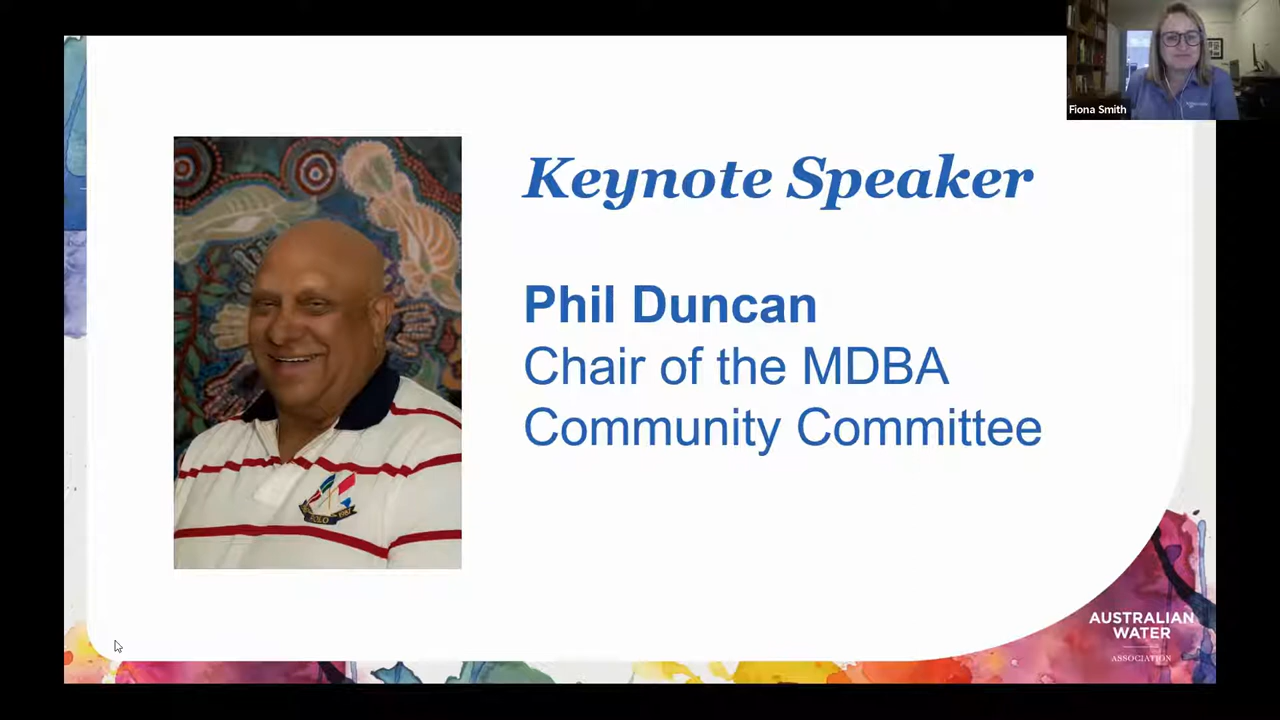 Fiona Smith
Keynote Speaker
Phil Duncan
Chair of the MDBA
Community Committee
AUSTRALIAN
WATER
ASSOCIATION